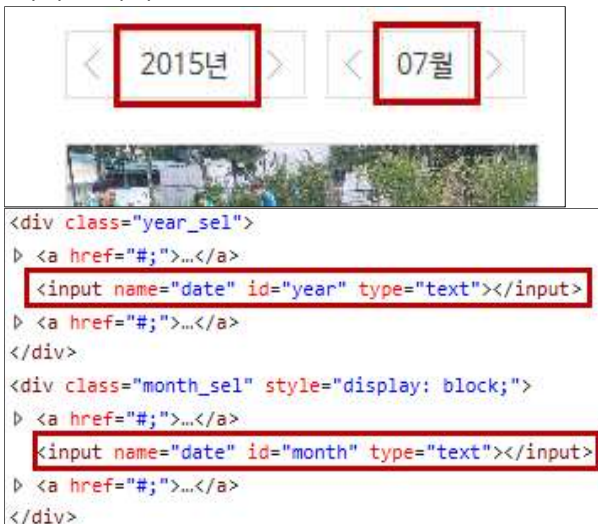 < 2015년 > < 07월 >
<div class="year_sel">
▷ <a href="#;">…</a>
<input name="date" id="year" type="text"></input>
▷ <a href="#;">…</a>
</div>
<div class="month_sel" style="display: block;">
▷ <a href="#;">…</a>
<input name="date" id="month" type="text"></input>
▷ <a href="#;">…</a>
</div>